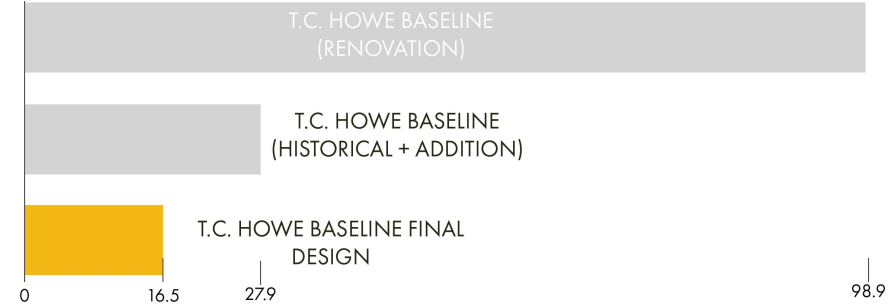 T.C. HOWE BASELINE
(RENOVATION)
T.C. HOWE BASELINE
(HISTORICAL + ADDITION)
T.C. HOWE BASELINE FINAL
DESIGN
0 16.5 27.9 98.9